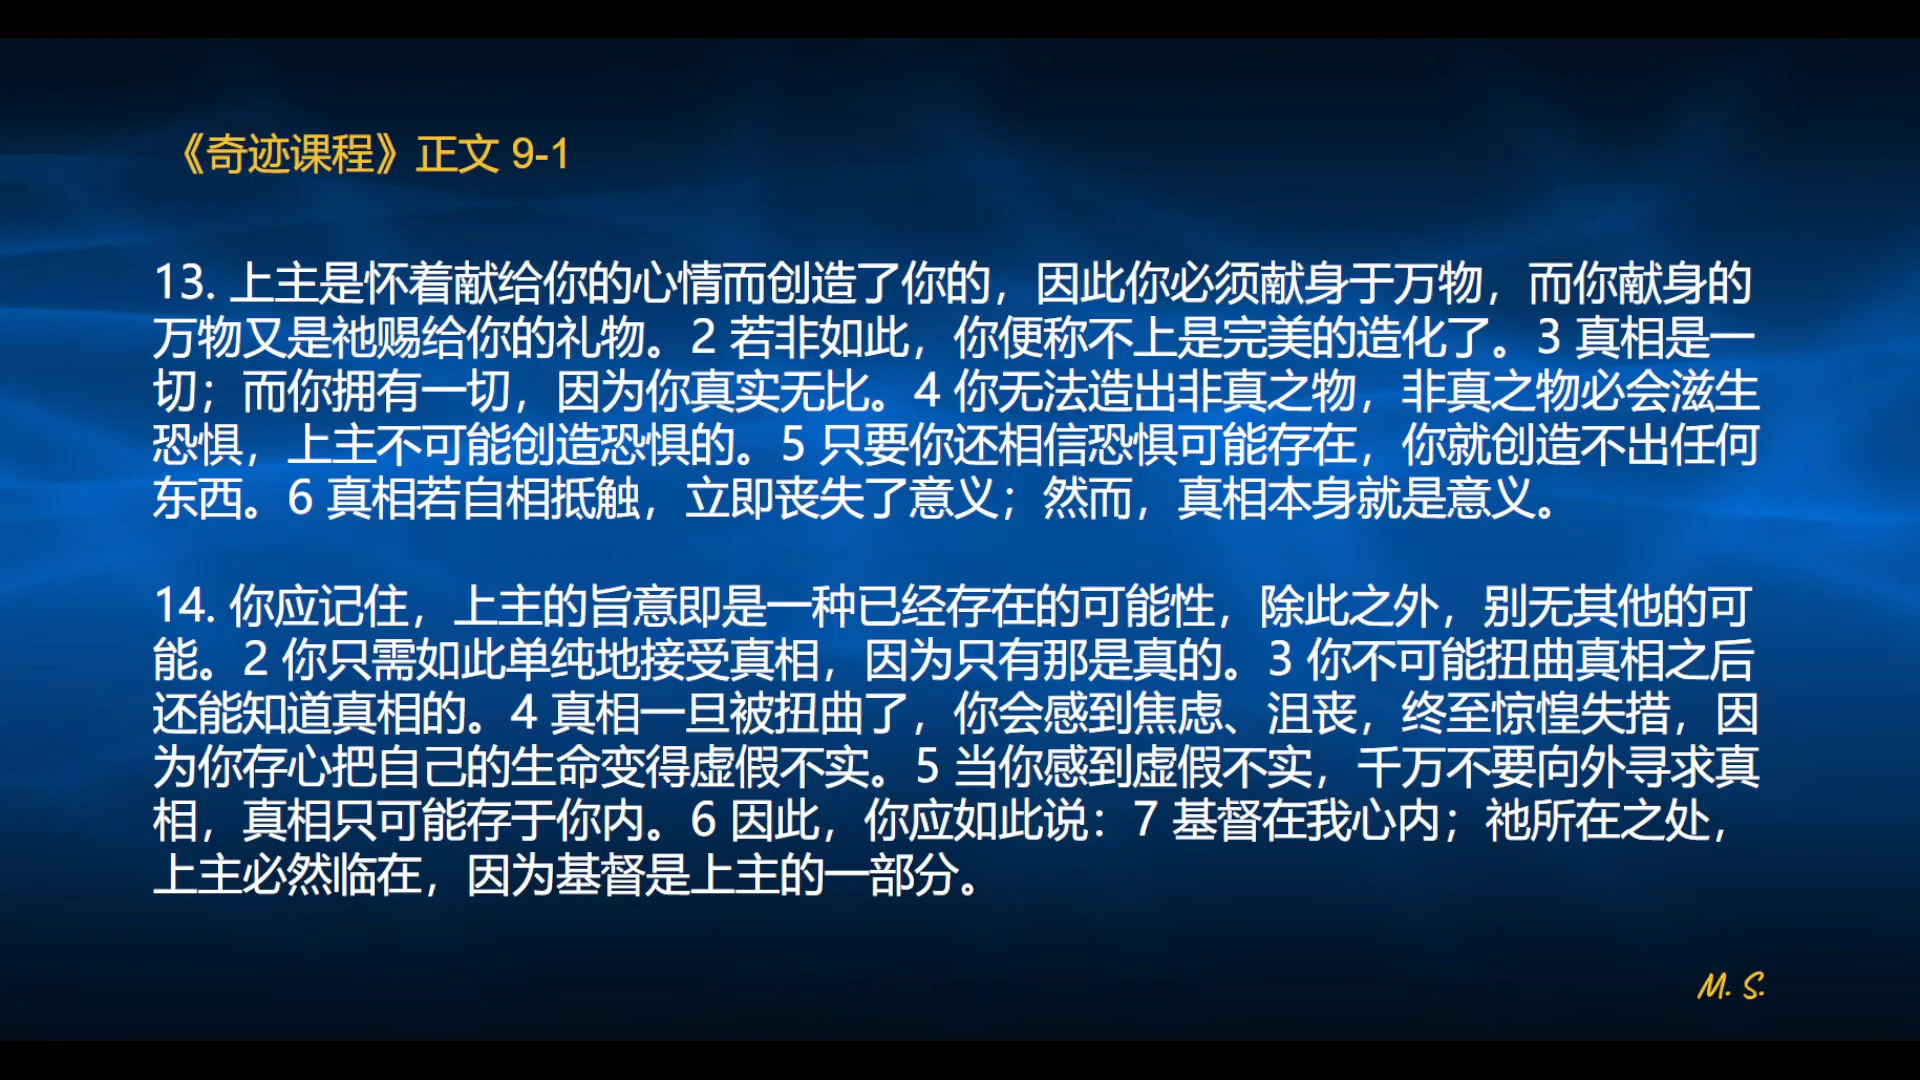 《奇迹课程》正文 9-1
13. 上主是怀着献给你的心情而创造了你的，因此你必须献身于万物，而你献身的
万物又是祂赐给你的礼物。2 若非如此，你便称不上是完美的造化了。3 真相是一
切；而你拥有一切，因为你真实无比。4 你无法造出非真之物，非真之物必会滋生
恐惧，上主不可能创造恐惧的。5 只要你还相信恐惧可能存在，你就创造不出任何
东西。6 真相若自相抵触，立即丧失了意义；然而，真相本身就是意义。
14. 你应记住，上主的旨意即是一种已经存在的可能性，除此之外，别无其他的可
能。2 你只需如此单纯地接受真相，因为只有那是真的。3 你不可能扭曲真相之后
还能知道真相的。4 真相一旦被扭曲了，你会感到焦虑、沮丧，终至惊惶失措，因
为你存心把自己的生命变得虚假不实。5 当你感到虚假不实，千万不要向外寻求真
相，真相只可能存于你内。6 因此，你应如此说：7 基督在我心内；祂所在之处，
上主必然临在，因为基督是上主的一部分。
M. S.